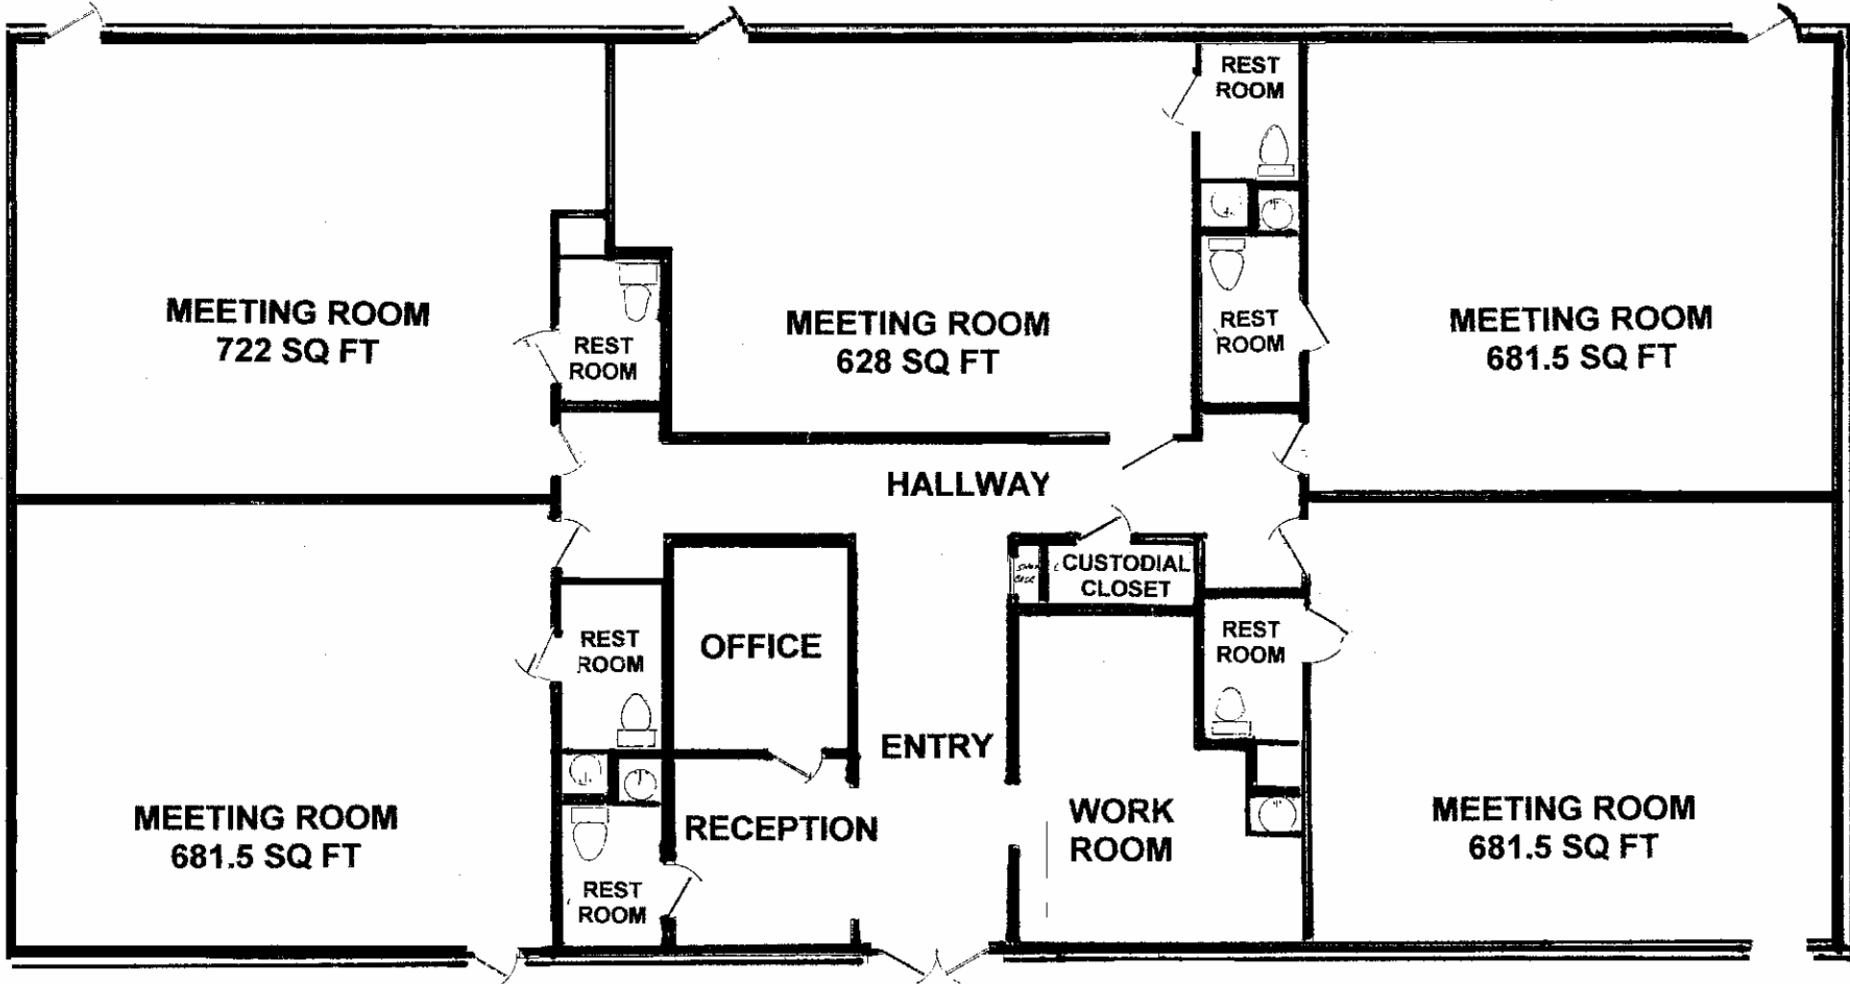 REST
ROOM
MEETING ROOM
722 SQ FT
REST
ROOM
MEETING ROOM
628 SQ FT
REST
ROOM
MEETING ROOM
681.5 SQ FT
HALLWAY
CUSTODIAL
CLOSET
REST
ROOM
OFFICE
REST
ROOM
ENTRY
MEETING ROOM
681.5 SQ FT
RECEPTION
WORK
ROOM
MEETING ROOM
681.5 SQ FT
REST
ROOM